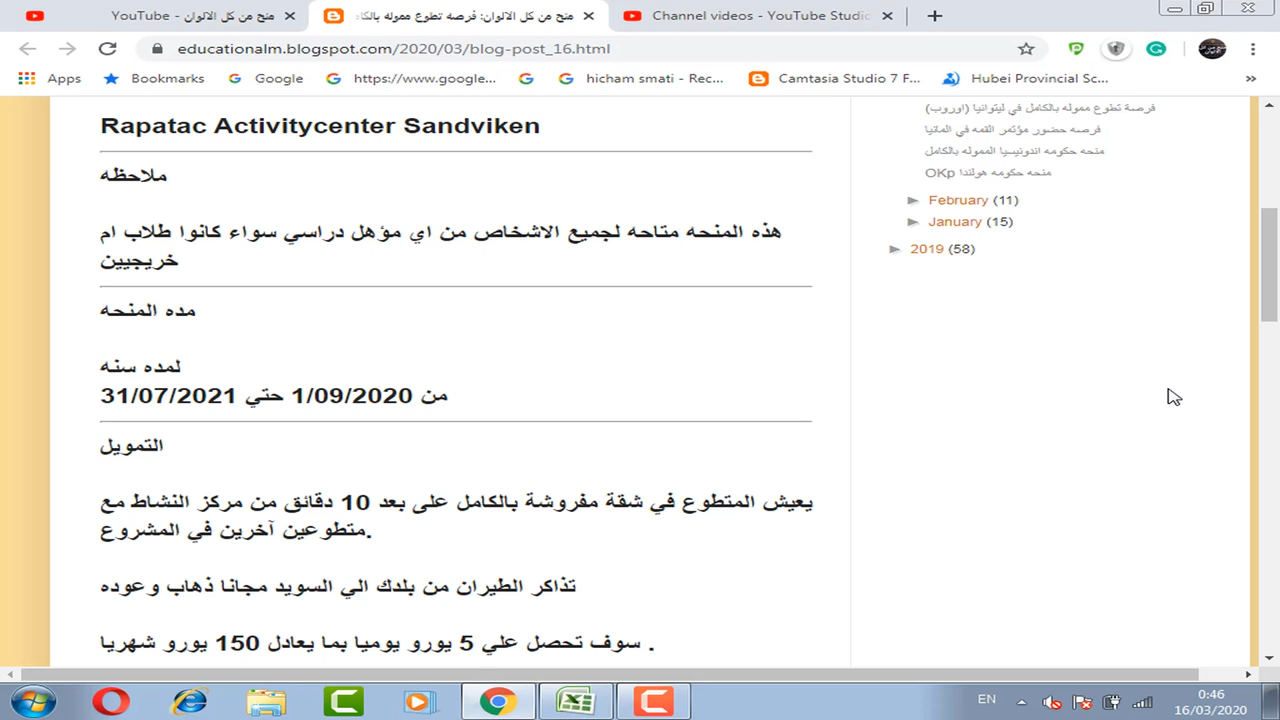 منح من كل الالوان - YouTube
منح من كل الالوان: فرصة تطوع مموله بالكا
Channel videos - YouTube Studio
educationalm.blogspot.com/2020/03/blog-post_16.html
Apps
Bookmarks
Google
https://www.google...
hicham smati - Rec...
Camtasia Studio 7 F...
Hubei Provincial Sc...
»
Rapatac Activitycenter Sandviken
ملاحظه
هذه المنحه متاحه لجميع الاشخاص من اي مؤهل دراسي سواء كانوا طلاب ام
خريجيين
مده المنحه
لمده سنه
من 1/09/2020 حتي 31/07/2021
التمويل
يعيش المتطوع في شقة مفروشة بالكامل على بعد 10 دقائق من مركز النشاط مع
متطوعين آخرين في المشروع.
تذاكر الطيران من بلدك الي السويد مجانا ذهاب وعوده
سوف تحصل علي 5 يورو يوميا بما يعادل 150 يورو شهريا .
فرصة تطوع مموله بالكامل في ليتوانيا (اوروب)
فرصه حضور مؤتمر القمه في المانيا
منحه حكومه اندونيسيا المموله بالكامل
منحه حكومه هولندا OKp
February (11)
January (15)
2019 (58)
EN
0:46
16/03/2020